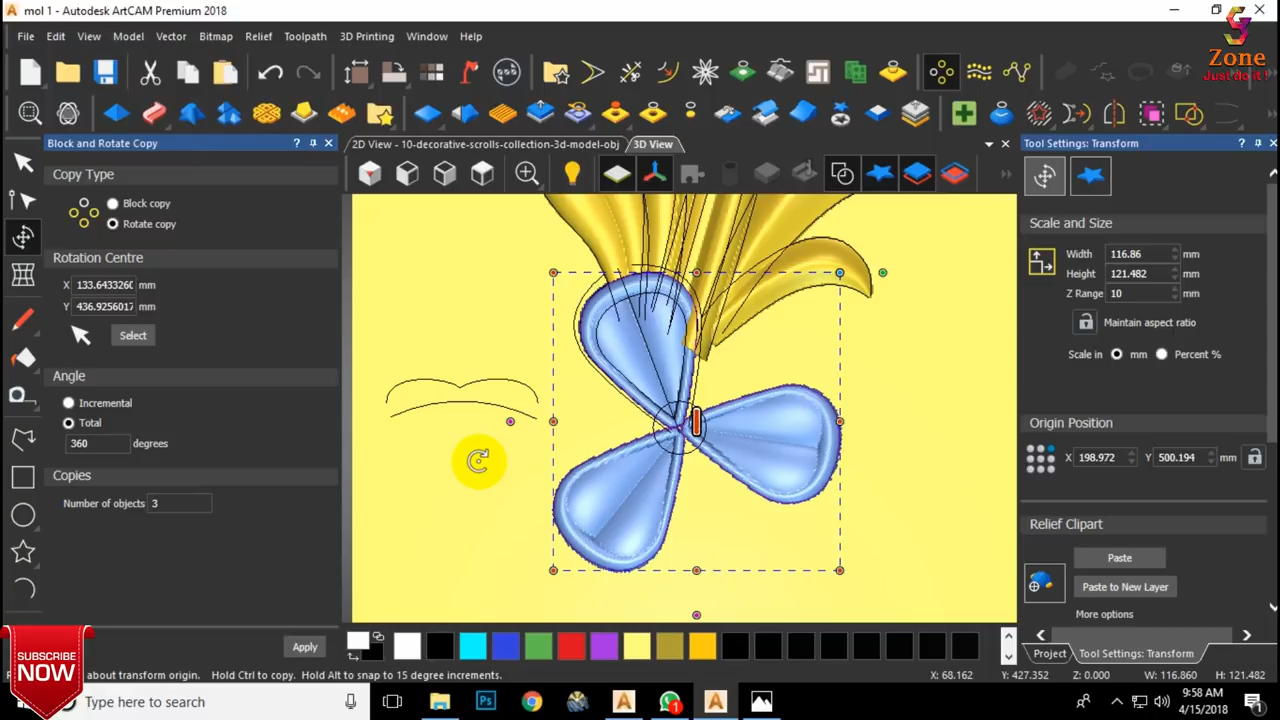 mol 1 - Autodesk ArtCAM Premium 2018
File Edit View Model Vector Bitmap Relief Toolpath 3D Printing Window Help
Zone
Just do it !
Block and Rotate Copy
2D View - 10-decorative-scrolls-collection-3d-model-obj
3D View
Tool Settings: Transform
Copy Type
Block copy
Rotate copy
Rotation Centre
X 133.6433260 mm
Y 436.9256017 mm
Select
Angle
Incremental
Total
360 degrees
Copies
Number of objects 3
Apply
Scale and Size
Width 116.86 mm
Height 121.482 mm
Z Range 10 mm
Maintain aspect ratio
Scale in mm Percent %
Origin Position
X 198.972 Y 500.194 mm
Relief Clipart
Paste
Paste to New Layer
More options
Project Tool Settings: Transform
SUBSCRIBE
NOW
about transform origin. Hold Ctrl to copy. Hold Alt to snap to 15 degree increments.
X: 68.162 Y: 427.352 Z: 0.000 W: 116.860 H: 121.482
Type here to search
9:58 AM
4/15/2018